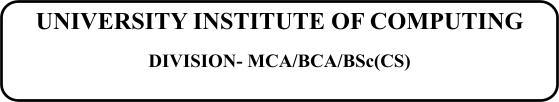 UNIVERSITY INSTITUTE OF COMPUTING
DIVISION- MCA/BCA/BSc(CS)